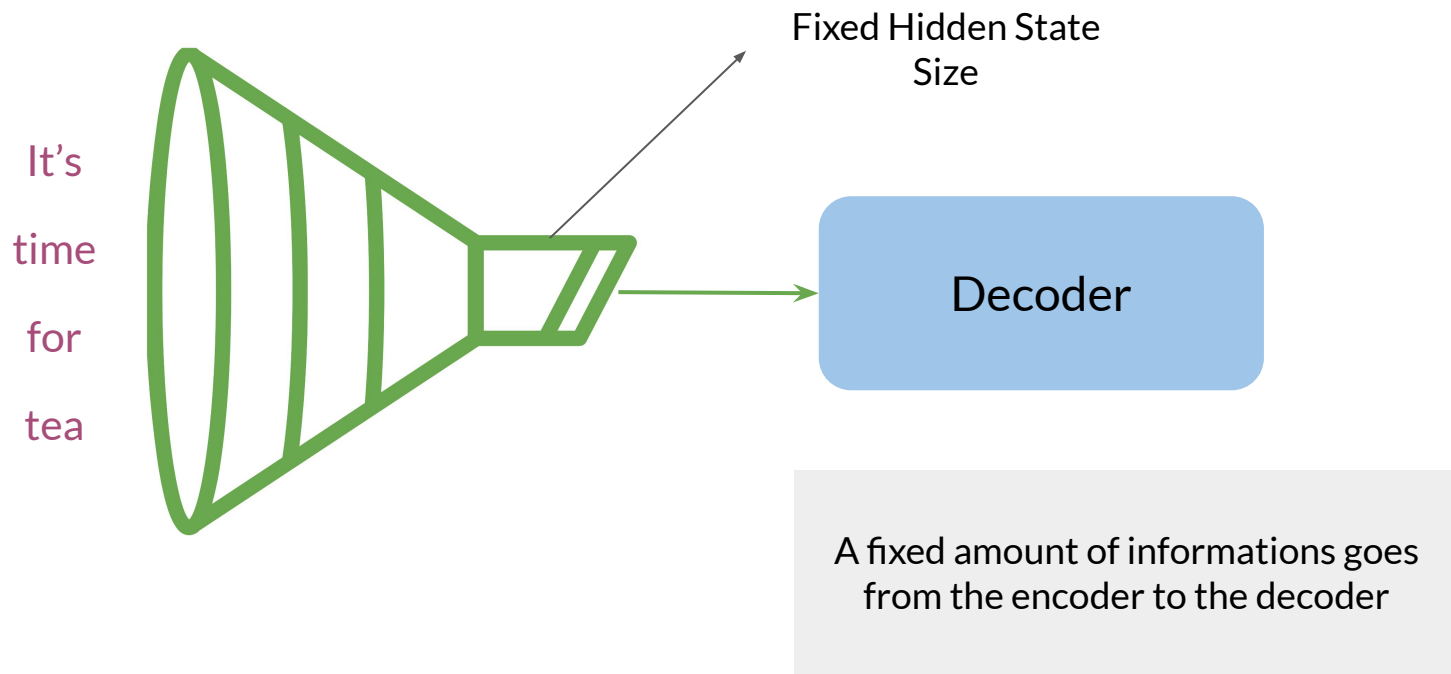 Fixed Hidden State
Size
It’s
time
for
tea
Decoder
A fixed amount of informations goes
from the encoder to the decoder